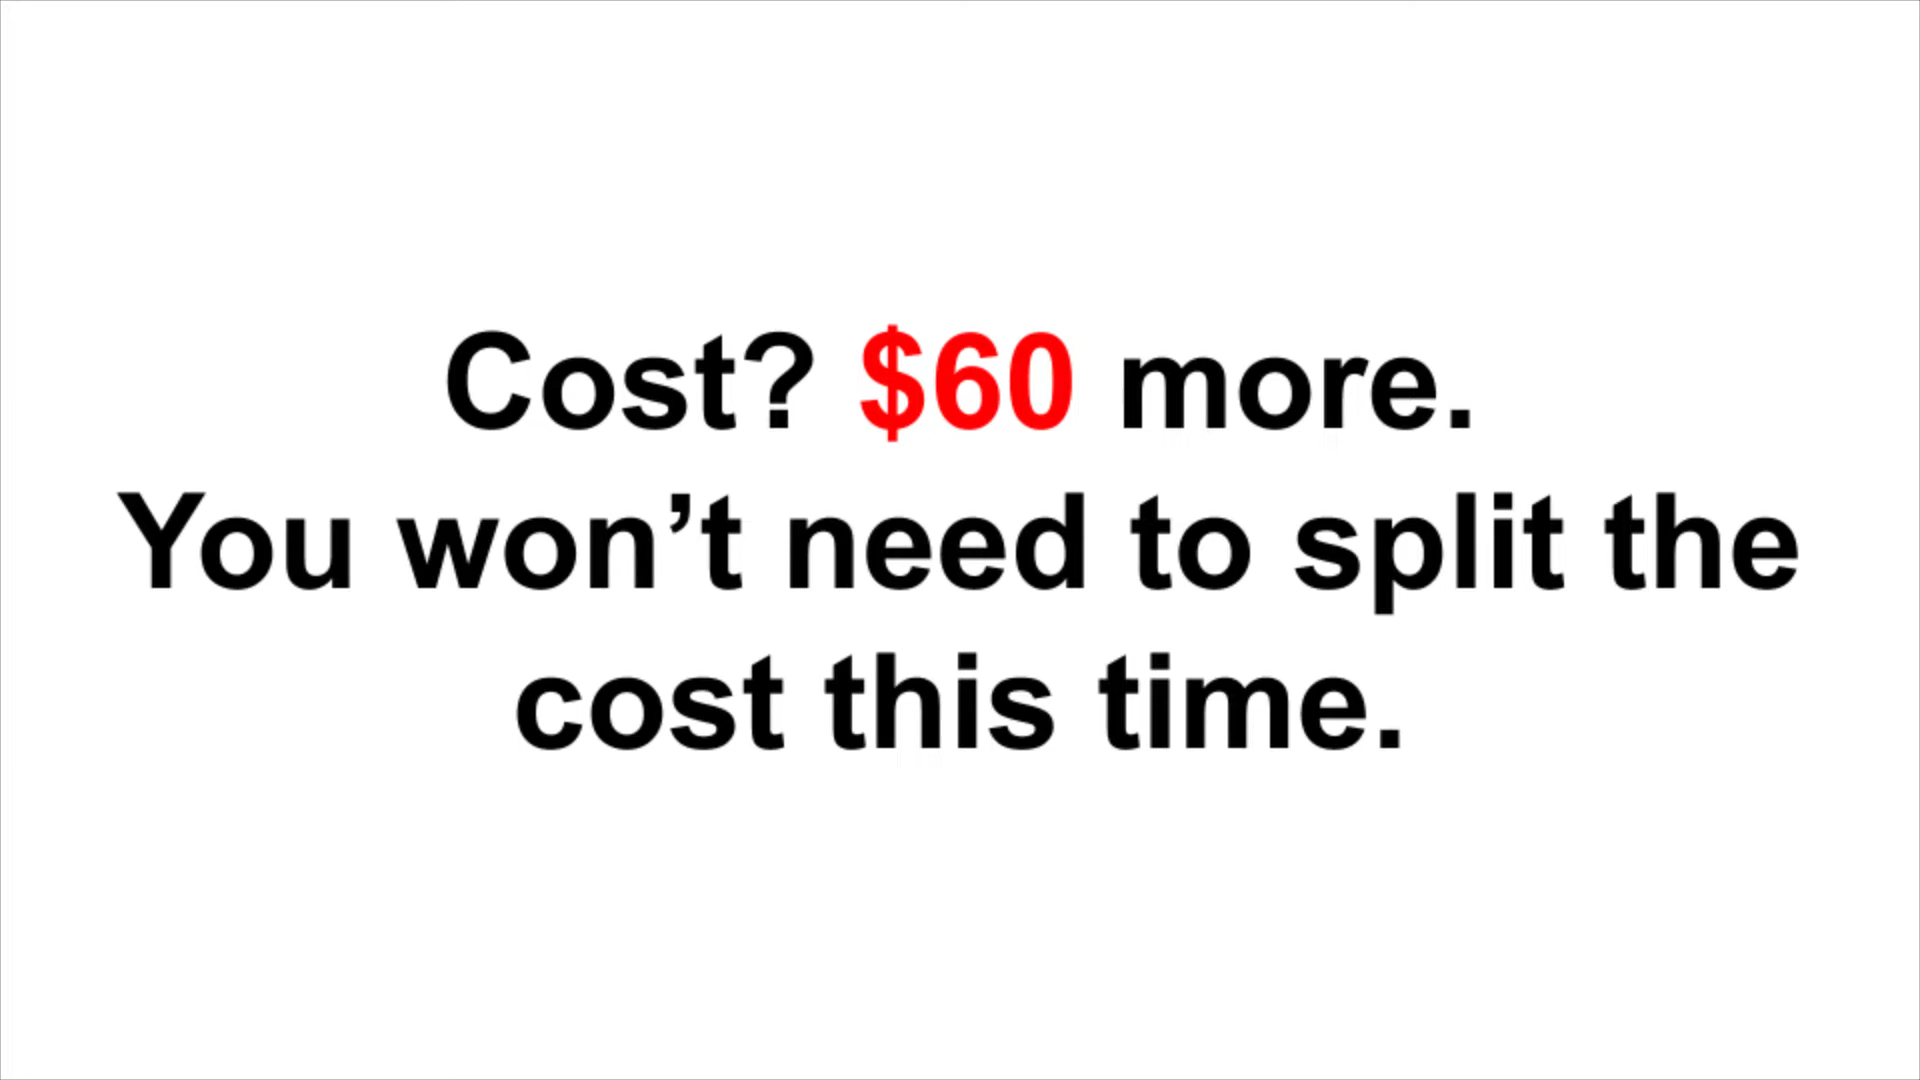 Cost? $60 more.
You won’t need to split the
cost this time.